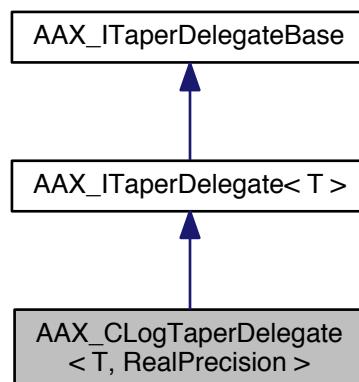 AAX_ITaperDelegateBase
AAX_ITaperDelegate< T >
AAX_CLogTaperDelegate
< T, RealPrecision >